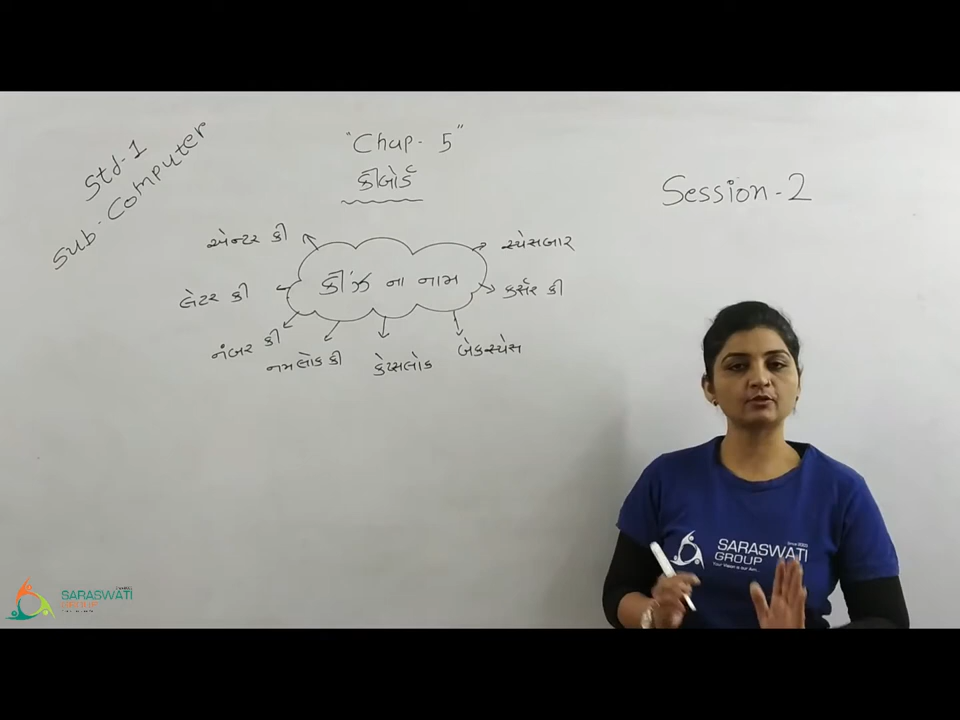 Std-1
Sub-Computer
"Chap-5"
કીબોર્ડ
Session-2
એન્ટર કી
સ્પેસબાર
કીઝ ના નામ
લેટર કી
કર્સર કી
નંબર કી
નમલોક કી
કેપ્સલોક
બેકસ્પેસ
SARASWATI
GROUP
SARASWATI
GROUP